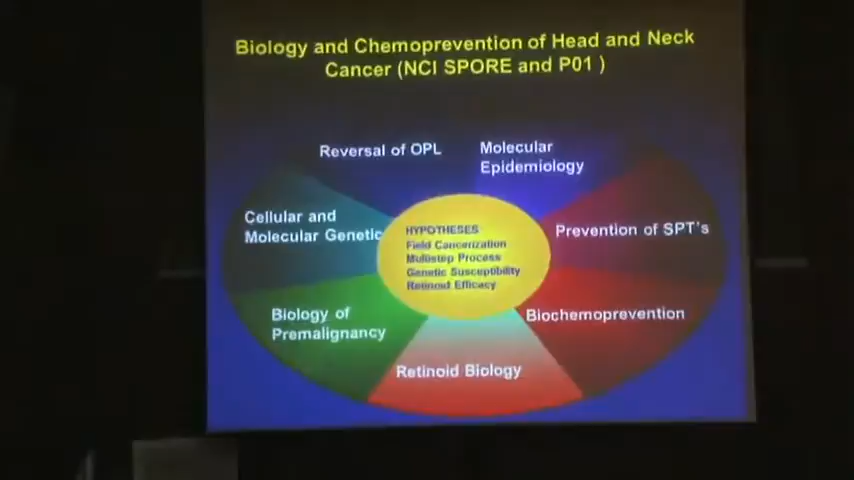 Biology and Chemoprevention of Head and Neck
Cancer (NCI SPORE and P01 )
Reversal of OPL
Molecular
Epidemiology
Cellular and
Molecular Genetic
HYPOTHESES
Field Cancerization
Multistep Process
Genetic Susceptibility
Retinoid Efficacy
Prevention of SPT's
Biology of
Premalignancy
Biochemoprevention
Retinoid Biology